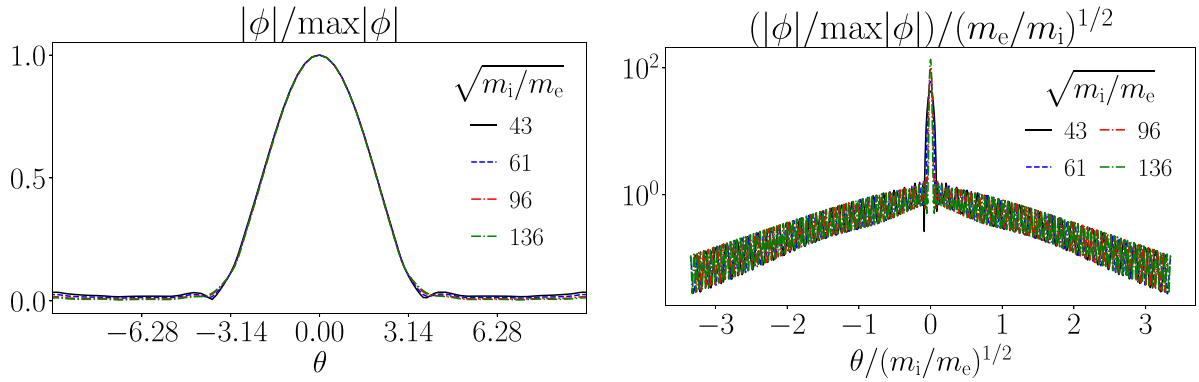 |ϕ|/max|ϕ|
1.0
0.5
0.0
√m_i/m_e
43
61
96
136
−6.28 −3.14 0.00 3.14 6.28
θ
(|ϕ|/max|ϕ|)/(m_e/m_i)^{1/2}
10^2
10^0
√m_i/m_e
43 96
61 136
−3 −2 −1 0 1 2 3
θ/(m_i/m_e)^{1/2}